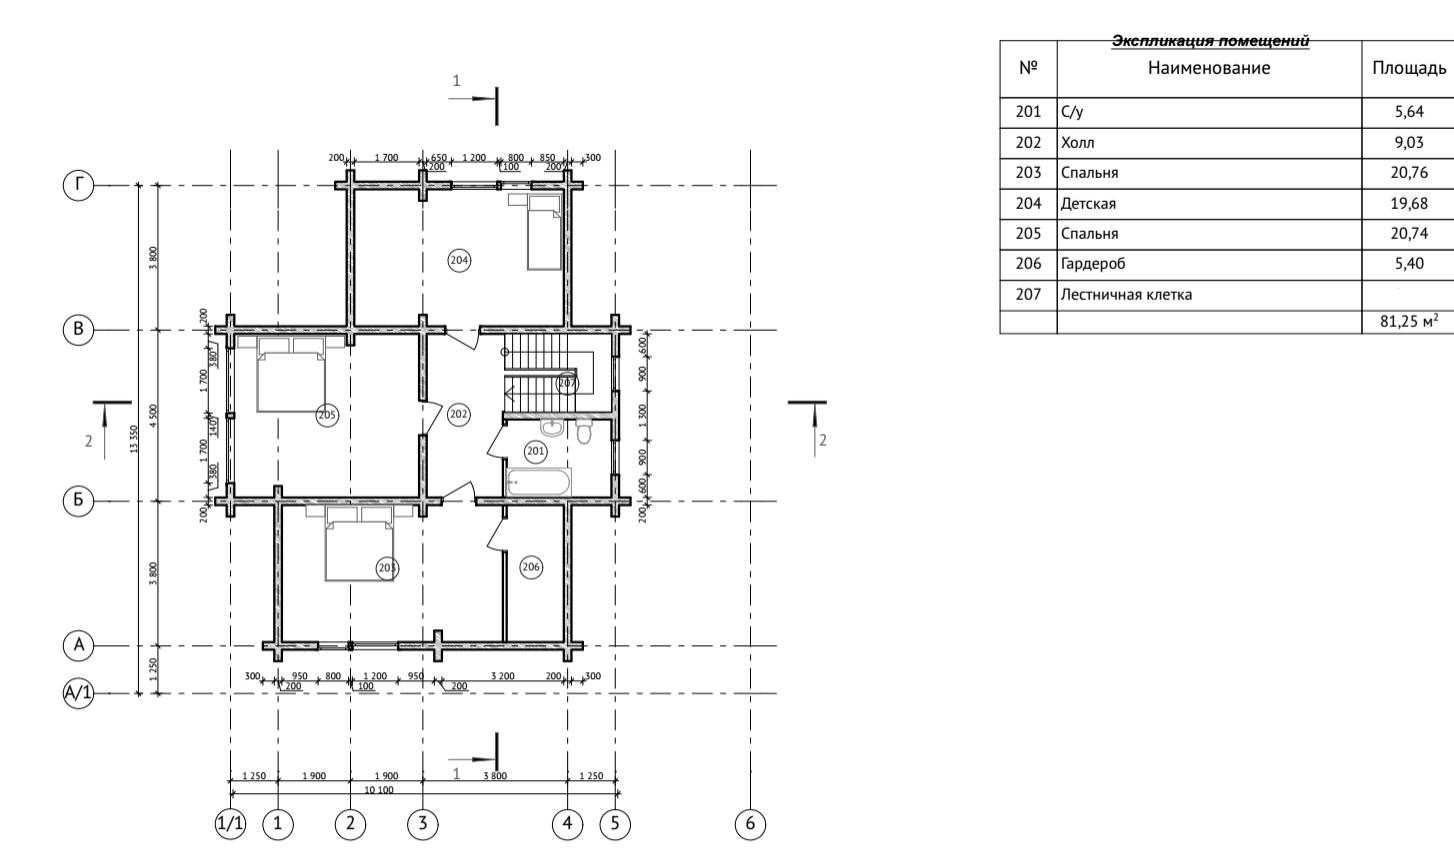 Экспликация помещений
№ Наименование Площадь
201 С/у 5,64
202 Холл 9,03
203 Спальня 20,76
204 Детская 19,68
205 Спальня 20,74
206 Гардероб 5,40
207 Лестничная клетка
81,25 м²
1
200 1 700 650 1 200 800 850 300
200 100 200
Г
3 800
204
В
200
380
1 700
140
1 700
380
200
4 500
13 350
600
900
1 300
900
600
200
207
205
202
201
2
2
Б
3 800
203
206
А
1 250
А/1
300 950 800 1 200 950 3 200 200 300
200 100 200
1
1 250 1 900 1 900 3 800 1 250
10 100
1/1 1 2 3 4 5 6